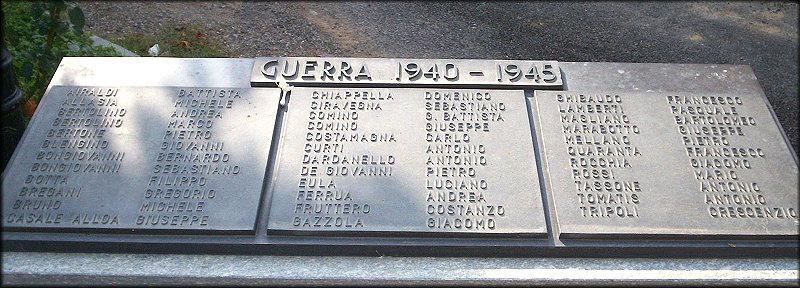 GUERRA 1940-1945
AIRALDI BATTISTA
ALLASIA MICHELE
BERTOLINO ANDREA
BERTOLINO MARCO
BERTONE PIETRO
BLENGINO GIOVANNI
BONGIOVANNI BERNARDO
BONGIOVANNI SEBASTIANO
BOTTA FILIPPO
BREGANI GREGORIO
BRUNO MICHELE
CASALE ALLOA GIUSEPPE
CHIAPPELLA DOMENICO
CIRAVEGNA SEBASTIANO
COMINO G. BATTISTA
COMINO GIUSEPPE
COSTAMAGNA CARLO
CURTI ANTONIO
DARDANELLO ANTONIO
DE GIOVANNI PIETRO
EULA LUCIANO
FERRUA ANDREA
FRUTTERO COSTANZO
GAZZOLA GIACOMO
GHIBAUDO FRANCESCO
LAMBERTI PASQUALE
MAGLIANO BARTOLOMEO
MARABOTTO GIUSEPPE
MELLANO PIETRO
QUARANTA FRANCESCO
ROCCHIA GIACOMO
ROSSI MARIO
TASSONE ANTONIO
TOMATIS ANTONIO
TRIPOLI CRESCENZIO